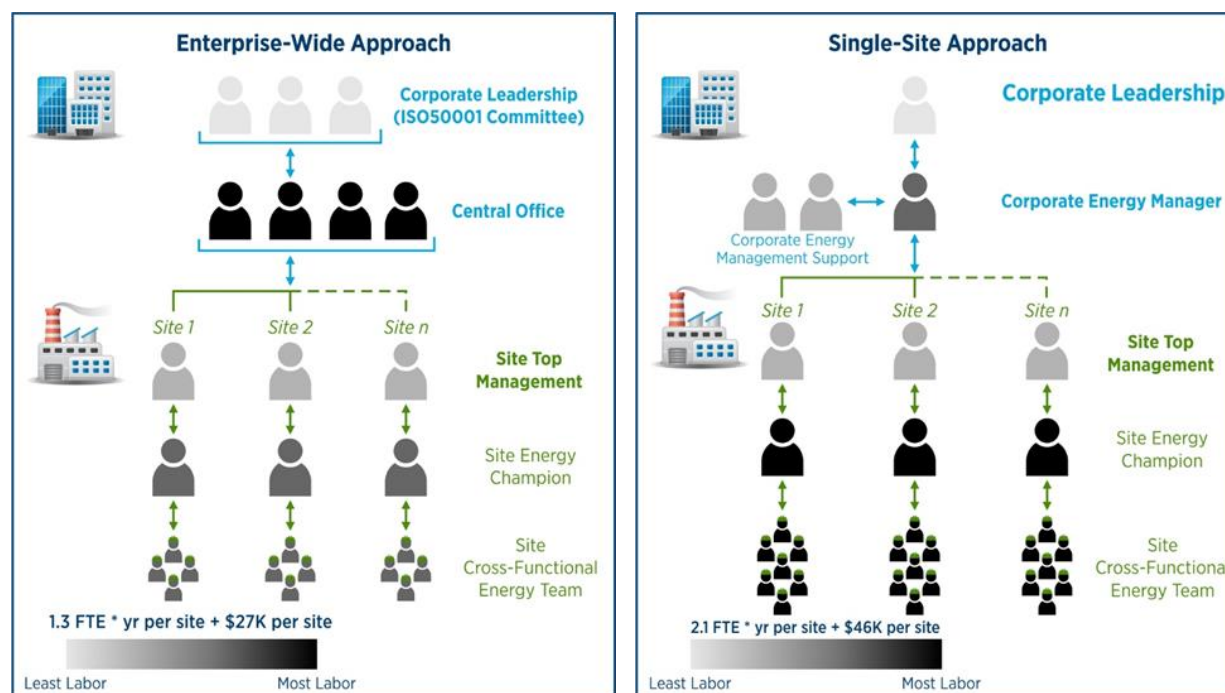 Enterprise-Wide Approach
Corporate Leadership
(ISO50001 Committee)
Central Office
Site 1
Site 2
Site n
Site Top
Management
Site Energy
Champion
Site
Cross-Functional
Energy Team
1.3 FTE * yr per site + $27K per site
Least Labor
Most Labor
Single-Site Approach
Corporate Leadership
Corporate Energy Manager
Corporate Energy
Management Support
Site 1
Site 2
Site n
Site Top
Management
Site Energy
Champion
Site
Cross-Functional
Energy Team
2.1 FTE * yr per site + $46K per site
Least Labor
Most Labor